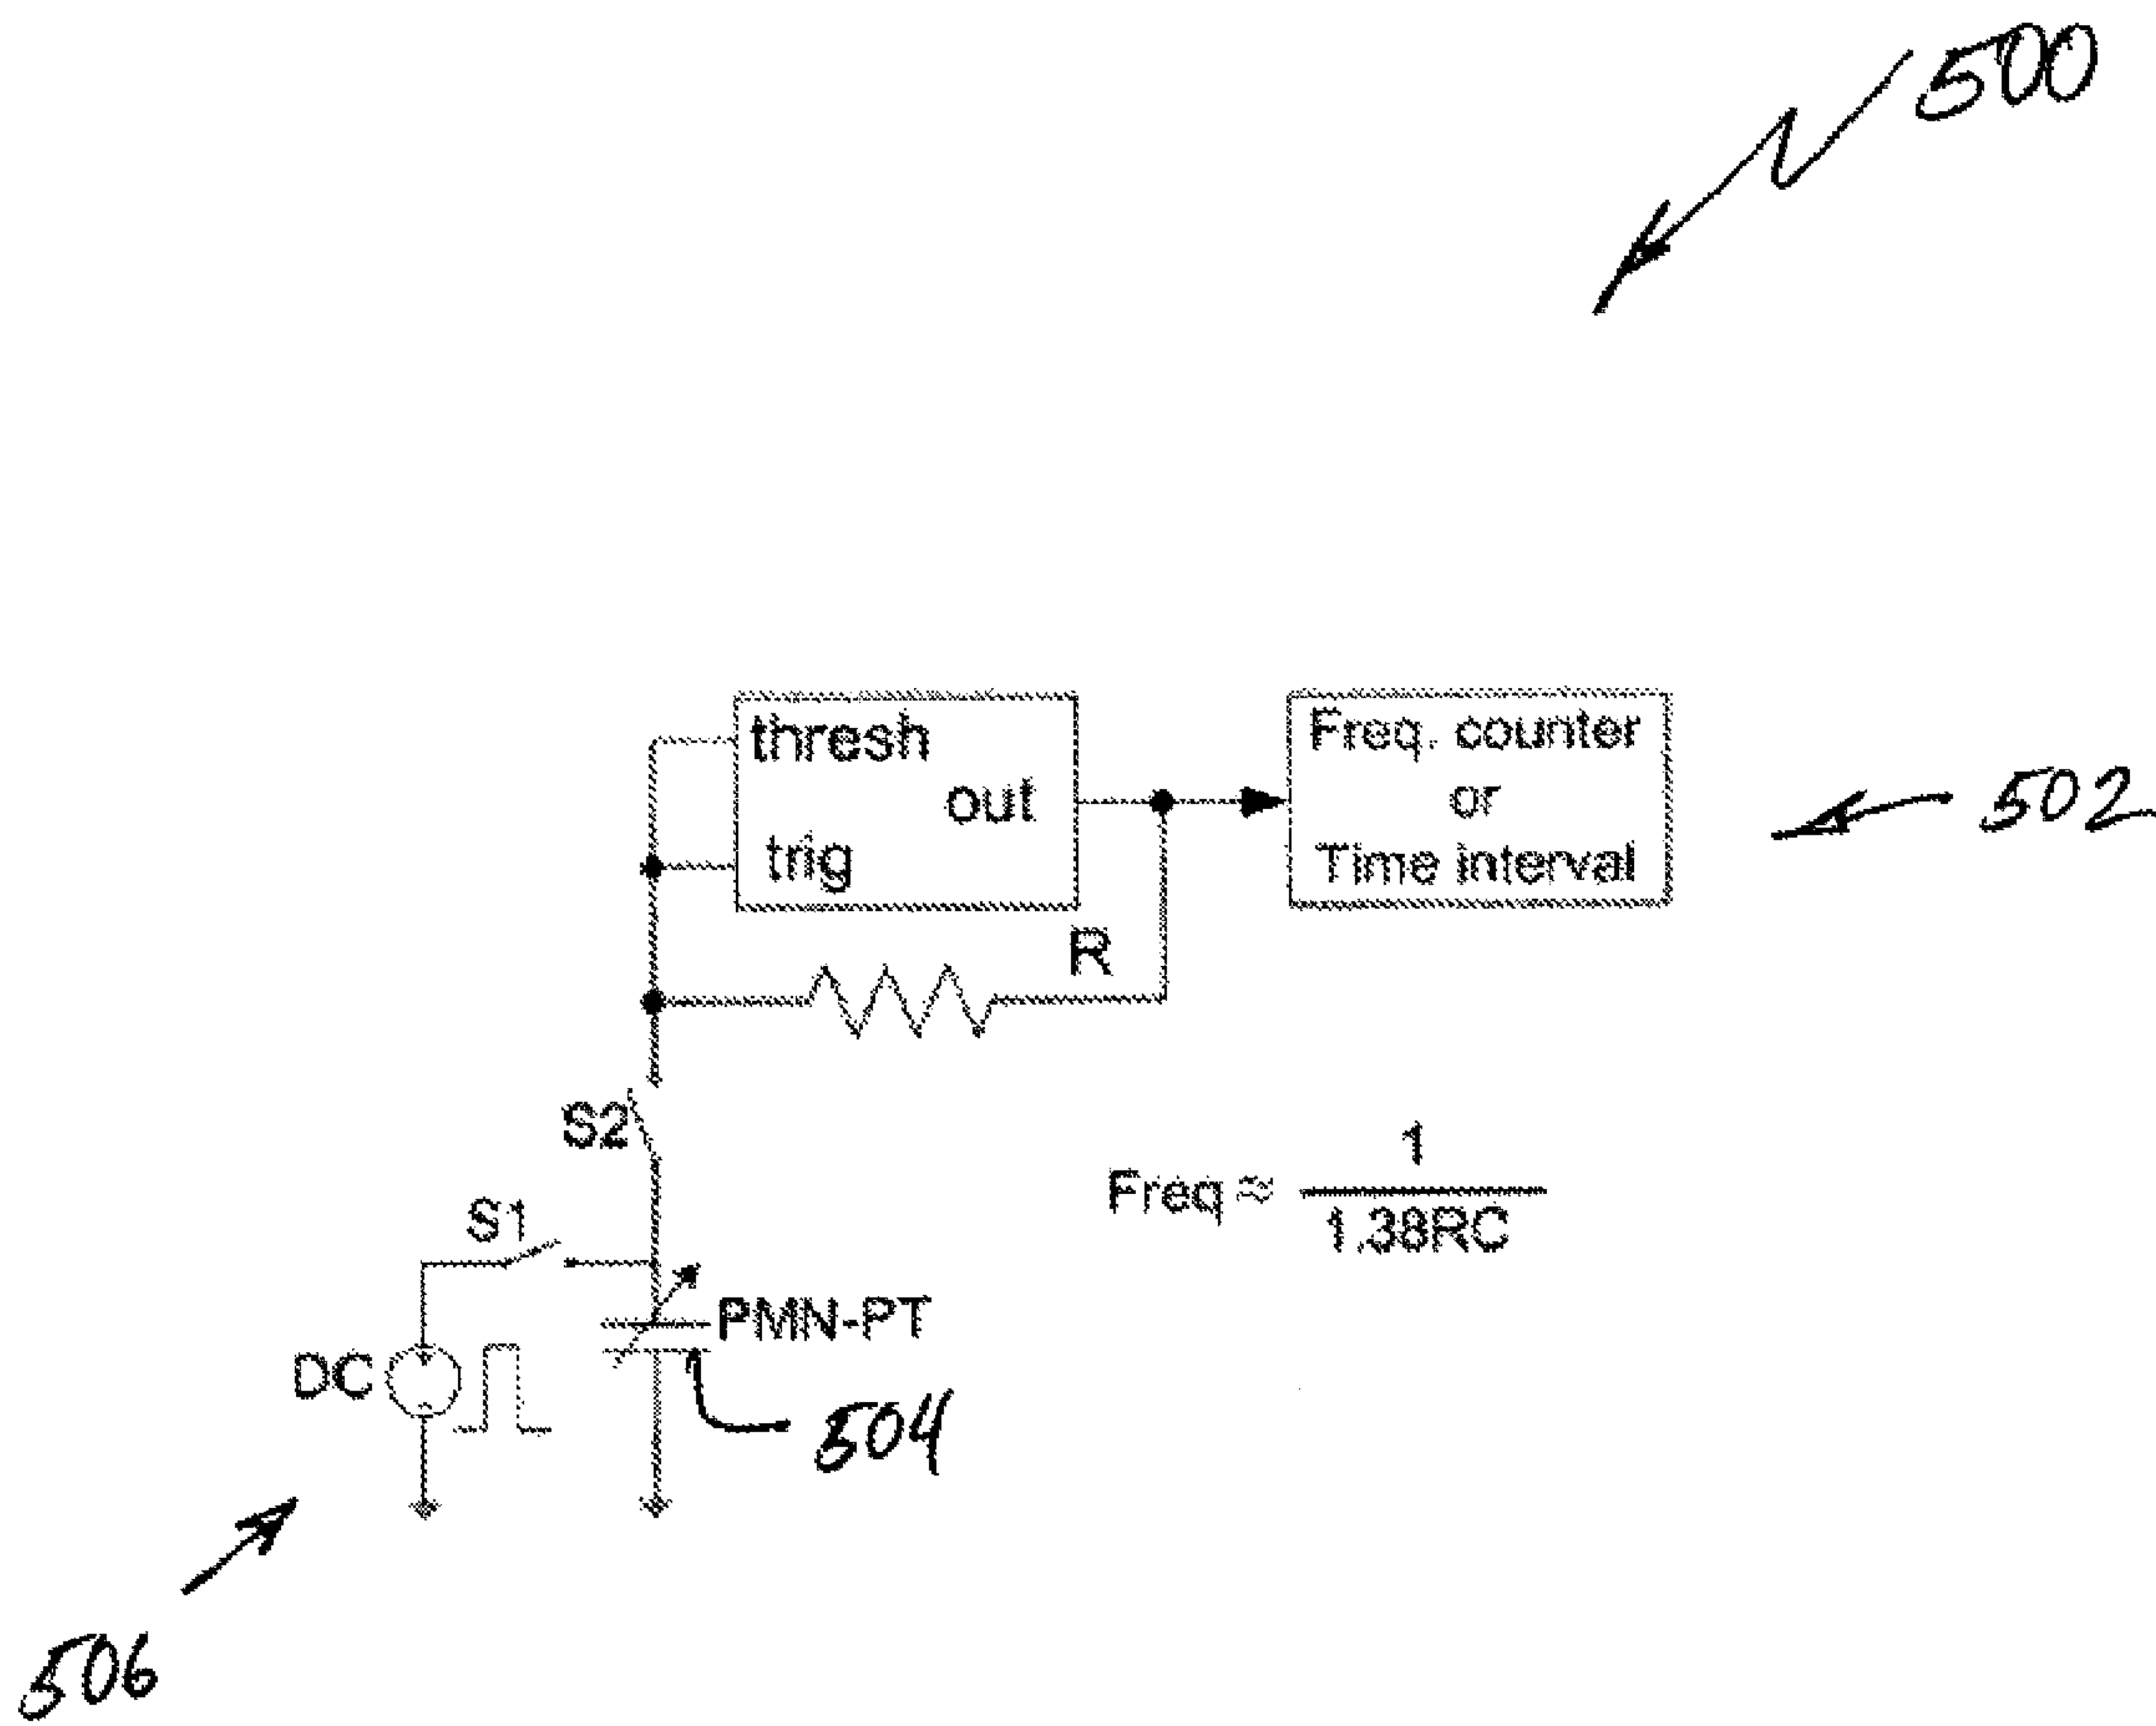 500
thresh
out
trig
Freq. counter
or
Time interval
502
R
S2
Freq ≈ 1
1.38RC
S1
PMN-PT
DC
504
506